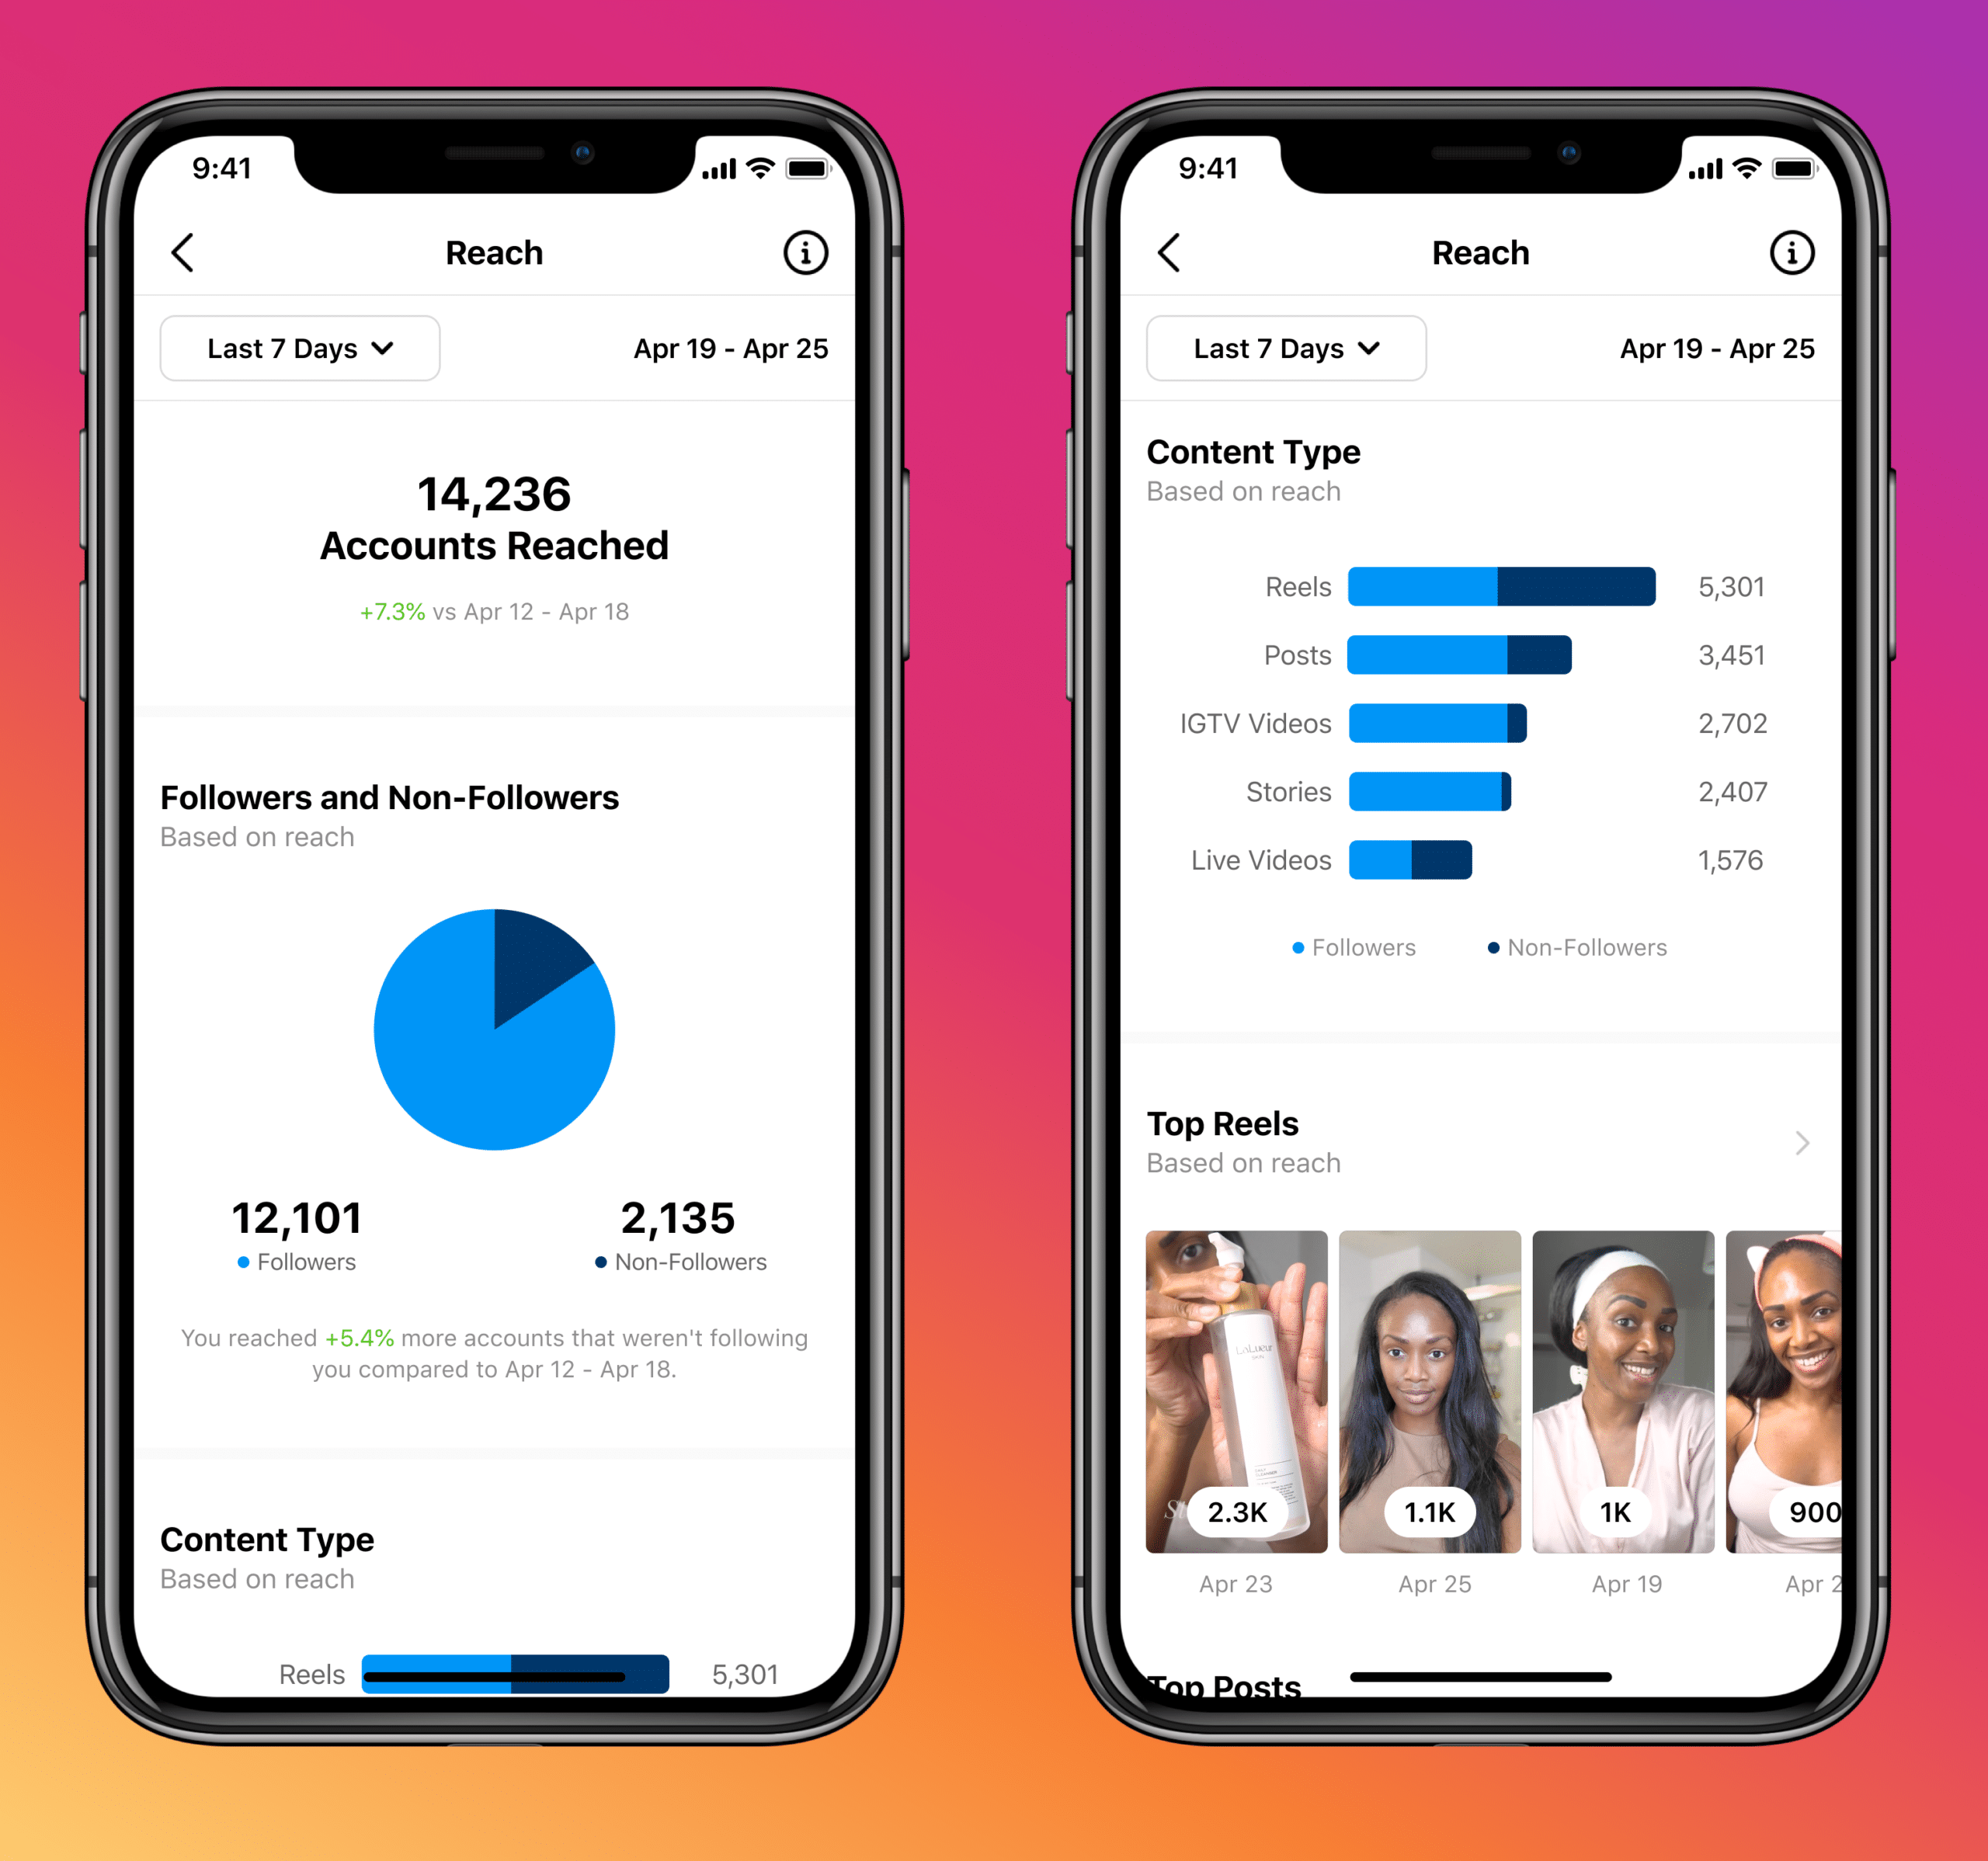 9:41
Reach
Last 7 Days
Apr 19 - Apr 25
14,236
Accounts Reached
+7.3% vs Apr 12 - Apr 18
Followers and Non-Followers
Based on reach
12,101
Followers
2,135
Non-Followers
You reached +5.4% more accounts that weren't following
you compared to Apr 12 - Apr 18.
Content Type
Based on reach
Reels 5,301
9:41
Reach
Last 7 Days
Apr 19 - Apr 25
Content Type
Based on reach
Reels 5,301
Posts 3,451
IGTV Videos 2,702
Stories 2,407
Live Videos 1,576
Followers
Non-Followers
Top Reels
Based on reach
LaLueur
SKIN
2.3K
1.1K
1K
900
Apr 23
Apr 25
Apr 19
Apr 2
Top Posts